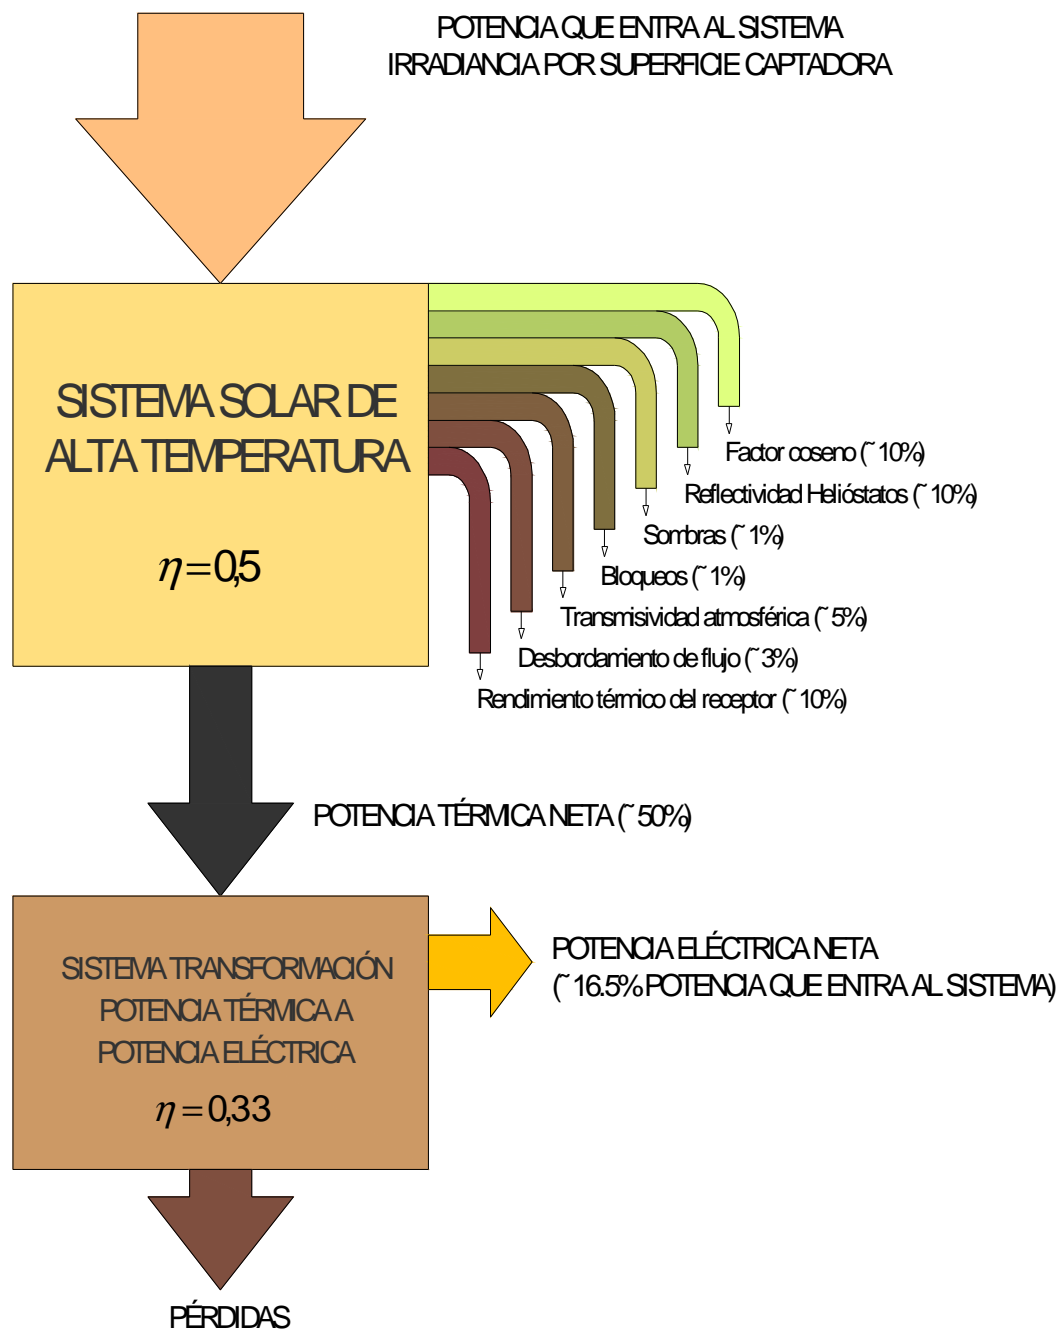 POTENCIA QUE ENTRA AL SISTEMA
IRRADIANCIA POR SUPERFICIE CAPTADORA
SISTEMA SOLAR DE
ALTA TEMPERATURA
η = 0,5
Factor coseno (~10%)
Reflectividad Helióstatos (~10%)
Sombras (~1%)
Bloqueos (~1%)
Transmisividad atmosférica (~5%)
Desbordamiento de flujo (~3%)
Rendimiento térmico del receptor (~10%)
POTENCIA TÉRMICA NETA (~50%)
SISTEMA TRANSFORMACIÓN
POTENCIA TÉRMICA A
POTENCIA ELÉCTRICA
η = 0,33
POTENCIA ELÉCTRICA NETA
(~16.5% POTENCIA QUE ENTRA AL SISTEMA)
PÉRDIDAS